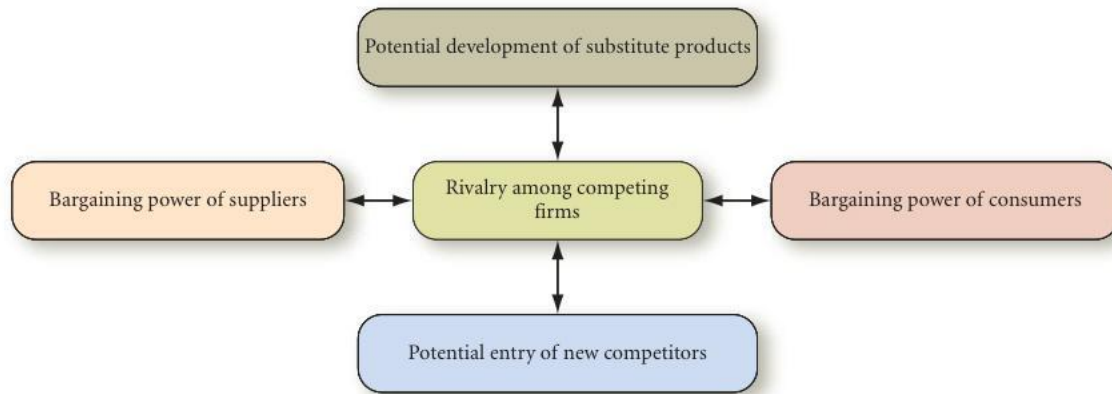 Potential development of substitute products
Bargaining power of suppliers
Rivalry among competing
firms
Bargaining power of consumers
Potential entry of new competitors